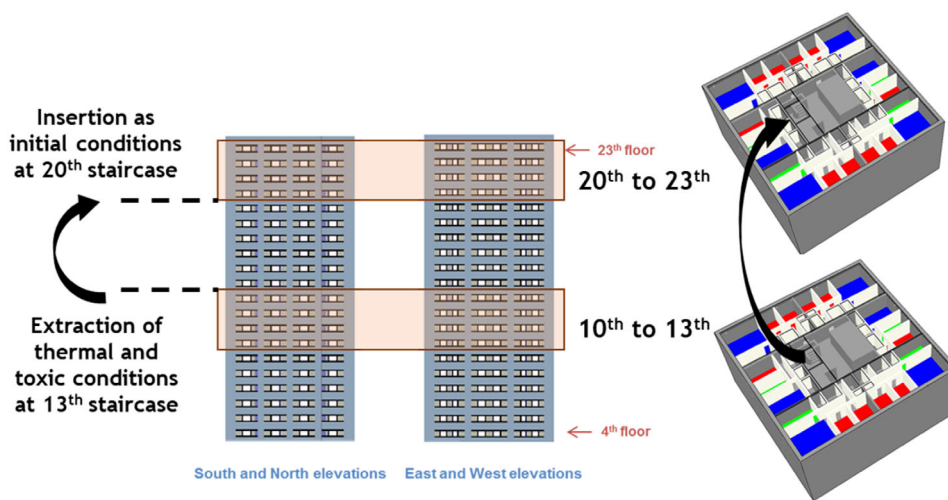 Insertion as
initial conditions
at 20th staircase
Extraction of
thermal and
toxic conditions
at 13th staircase
23th floor
20th to 23th
10th to 13th
4th floor
South and North elevations
East and West elevations